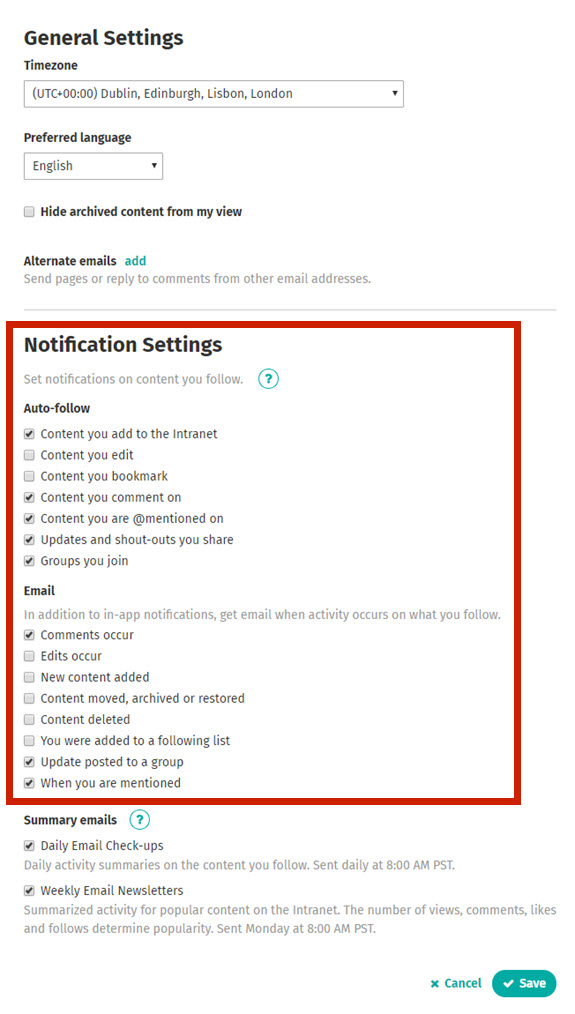 General Settings
Timezone
(UTC+00:00) Dublin, Edinburgh, Lisbon, London
Preferred language
English
Hide archived content from my view
Alternate emails add
Send pages or reply to comments from other email addresses.
Notification Settings
Set notifications on content you follow. ?
Auto-follow
Content you add to the Intranet
Content you edit
Content you bookmark
Content you comment on
Content you are @mentioned on
Updates and shout-outs you share
Groups you join
Email
In addition to in-app notifications, get email when activity occurs on what you follow.
Comments occur
Edits occur
New content added
Content moved, archived or restored
Content deleted
You were added to a following list
Update posted to a group
When you are mentioned
Summary emails ?
Daily Email Check-ups
Daily activity summaries on the content you follow. Sent daily at 8:00 AM PST.
Weekly Email Newsletters
Summarized activity for popular content on the Intranet. The number of views, comments, likes
and follows determine popularity. Sent Monday at 8:00 AM PST.
Cancel Save